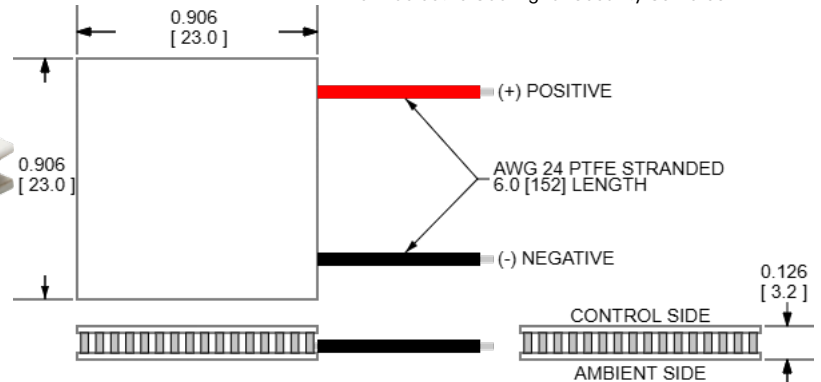 0.906
[ 23.0 ]
(+) POSITIVE
0.906
[ 23.0 ]
AWG 24 PTFE STRANDED
6.0 [152] LENGTH
(-) NEGATIVE
0.126
[ 3.2 ]
CONTROL SIDE
AMBIENT SIDE